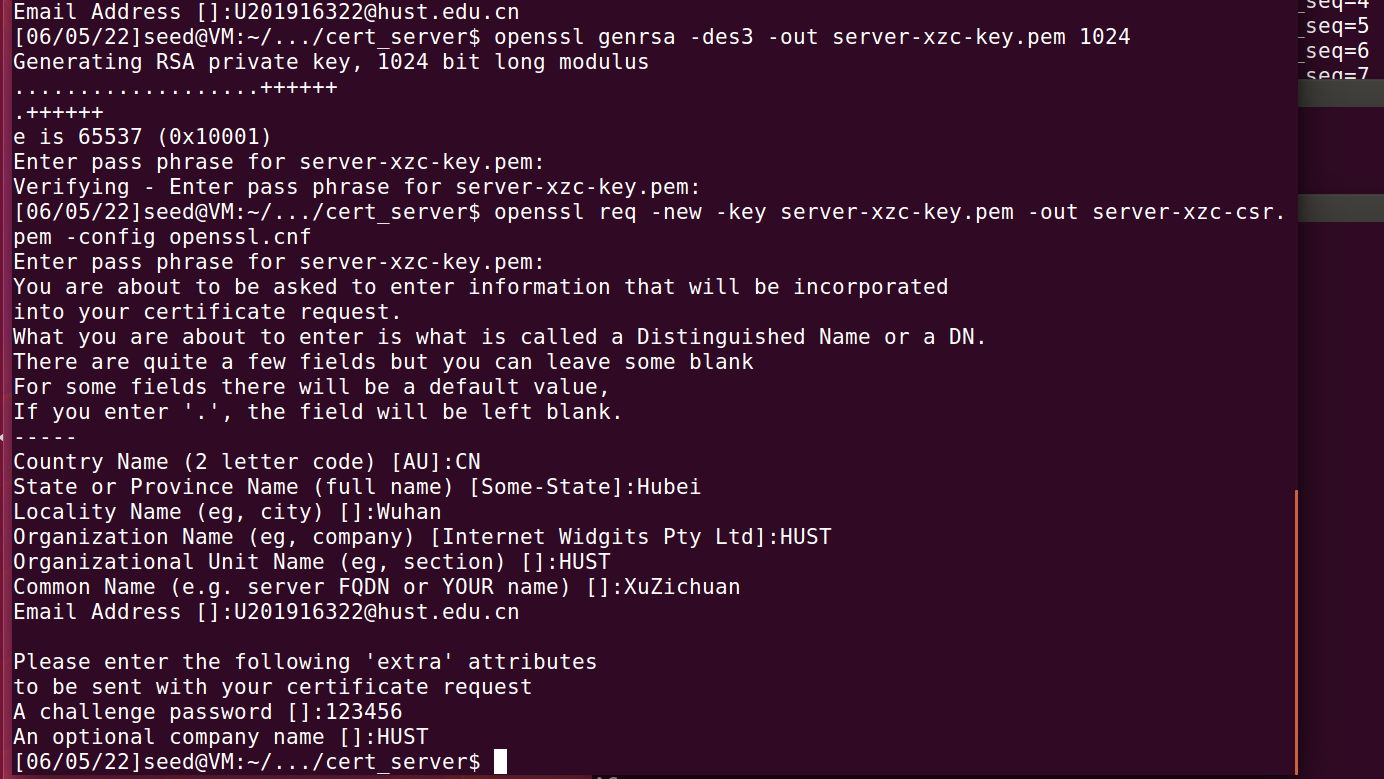 Email Address []:U201916322@hust.edu.cn
[06/05/22]seed@VM:~/.../cert_server$ openssl genrsa -des3 -out server-xzc-key.pem 1024
Generating RSA private key, 1024 bit long modulus
...................++++++
.++++++
e is 65537 (0x10001)
Enter pass phrase for server-xzc-key.pem:
Verifying - Enter pass phrase for server-xzc-key.pem:
[06/05/22]seed@VM:~/.../cert_server$ openssl req -new -key server-xzc-key.pem -out server-xzc-csr.
pem -config openssl.cnf
Enter pass phrase for server-xzc-key.pem:
You are about to be asked to enter information that will be incorporated
into your certificate request.
What you are about to enter is what is called a Distinguished Name or a DN.
There are quite a few fields but you can leave some blank
For some fields there will be a default value,
If you enter '.', the field will be left blank.
-----
Country Name (2 letter code) [AU]:CN
State or Province Name (full name) [Some-State]:Hubei
Locality Name (eg, city) []:Wuhan
Organization Name (eg, company) [Internet Widgits Pty Ltd]:HUST
Organizational Unit Name (eg, section) []:HUST
Common Name (e.g. server FQDN or YOUR name) []:XuZichuan
Email Address []:U201916322@hust.edu.cn
Please enter the following 'extra' attributes
to be sent with your certificate request
A challenge password []:123456
An optional company name []:HUST
[06/05/22]seed@VM:~/.../cert_server$
_seq=4
_seq=5
_seq=6
_seq=7